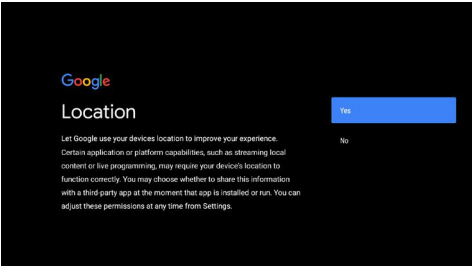 Google
Location
Let Google use your devices location to improve your experience.
Certain application or platform capabilities, such as streaming local
content or live programming, may require your device's location to
function correctly. You may choose whether to share this information
with a third-party app at the moment that app is installed or run. You can
adjust these permissions at any time from Settings.
Yes
No